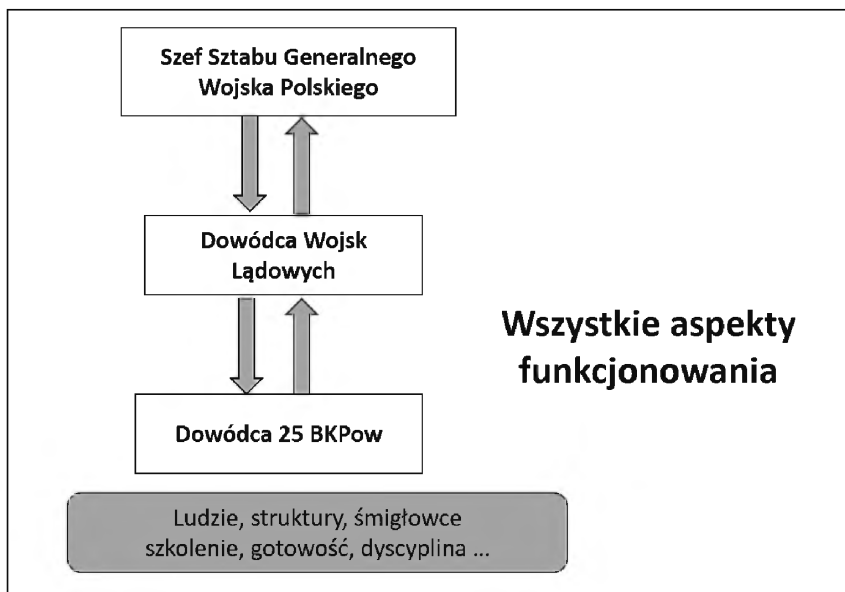 Szef Sztabu Generalnego
Wojska Polskiego
Dowódca Wojsk
Lądowych
Wszystkie aspekty
funkcjonowania
Dowódca 25 BKPow
Ludzie, struktury, śmigłowce
szkolenie, gotowość, dyscyplina ...